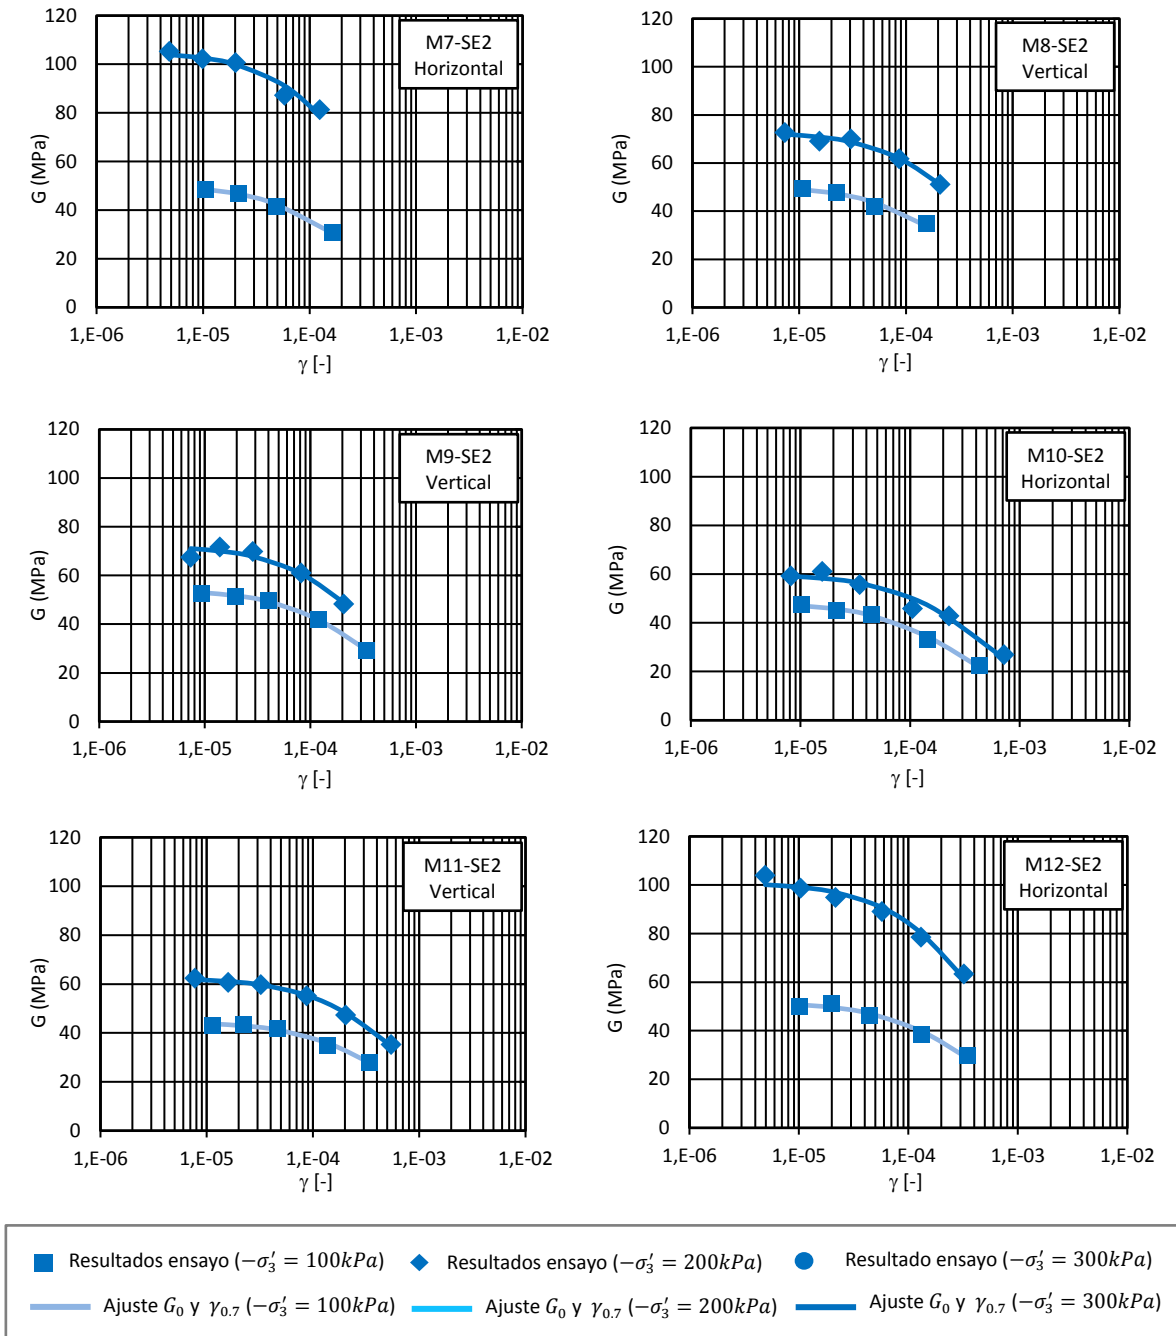 120
100
80
60
40
20
0
G (MPa)
M7-SE2
Horizontal
1,E-06 1,E-05 1,E-04 1,E-03 1,E-02
γ [-]
120
100
80
60
40
20
0
G (MPa)
M8-SE2
Vertical
1,E-06 1,E-05 1,E-04 1,E-03 1,E-02
γ [-]
120
100
80
60
40
20
0
G (MPa)
M9-SE2
Vertical
1,E-06 1,E-05 1,E-04 1,E-03 1,E-02
γ [-]
120
100
80
60
40
20
0
G (MPa)
M10-SE2
Horizontal
1,E-06 1,E-05 1,E-04 1,E-03 1,E-02
γ [-]
120
100
80
60
40
20
0
G (MPa)
M11-SE2
Vertical
1,E-06 1,E-05 1,E-04 1,E-03 1,E-02
γ [-]
120
100
80
60
40
20
0
G (MPa)
M12-SE2
Horizontal
1,E-06 1,E-05 1,E-04 1,E-03 1,E-02
γ [-]
Resultados ensayo (−σ₃′ = 100kPa) Resultados ensayo (−σ₃′ = 200kPa) Resultado ensayo (−σ₃′ = 300kPa)
Ajuste G₀ y γ₀.₇ (−σ₃′ = 100kPa) Ajuste G₀ y γ₀.₇ (−σ₃′ = 200kPa) Ajuste G₀ y γ₀.₇ (−σ₃′ = 300kPa)